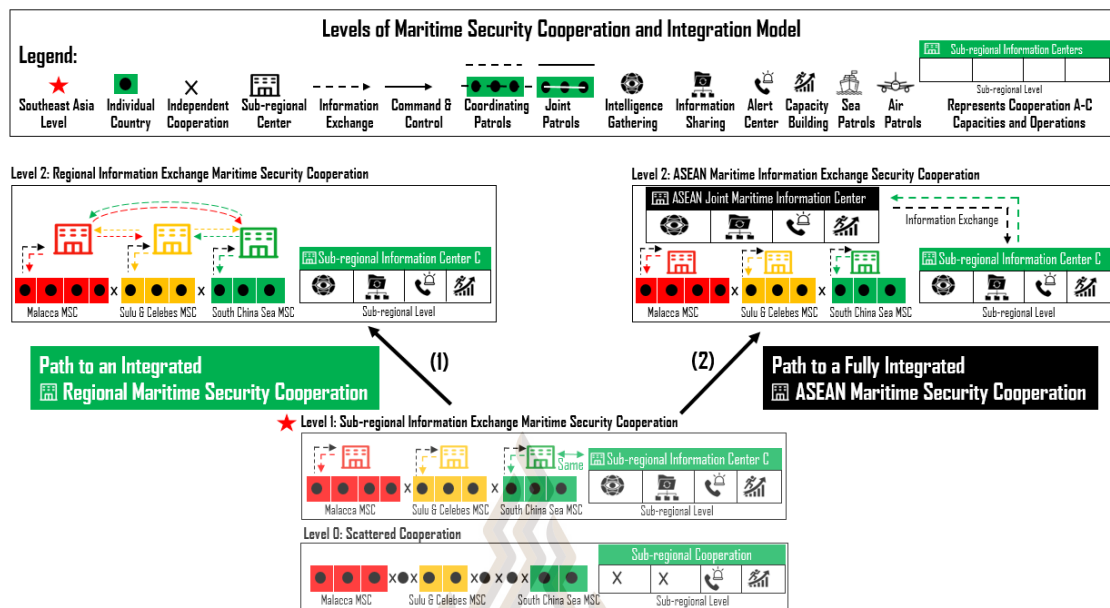 Levels of Maritime Security Cooperation and Integration Model
Legend:
Southeast Asia Level
Individual Country
X
Independent Cooperation
Sub-regional Center
Information Exchange
Command & Control
Coordinating Patrols
Joint Patrols
Intelligence Gathering
Information Sharing
Alert Center
Capacity Building
Sea Patrols
Air Patrols
Sub-regional Information Centers
Sub-regional Level
Represents Cooperation A-C
Capacities and Operations
Level 2: Regional Information Exchange Maritime Security Cooperation
Sub-regional Information Center C
X X
Malacca MSC
Sulu & Celebes MSC
South China Sea MSC
Sub-regional Level
Level 2: ASEAN Maritime Information Exchange Security Cooperation
ASEAN Joint Maritime Information Center
Information Exchange
Sub-regional Information Center C
X X
Malacca MSC
Sulu & Celebes MSC
South China Sea MSC
Sub-regional Level
Path to an Integrated
Regional Maritime Security Cooperation
(1)
(2)
Path to a Fully Integrated
ASEAN Maritime Security Cooperation
Level 1: Sub-regional Information Exchange Maritime Security Cooperation
Same
Sub-regional Information Center C
X X
Malacca MSC
Sulu & Celebes MSC
South China Sea MSC
Sub-regional Level
Level 0: Scattered Cooperation
Sub-regional Cooperation
X X X X X X X
Malacca MSC
Sulu & Celebes MSC
South China Sea MSC
Sub-regional Level